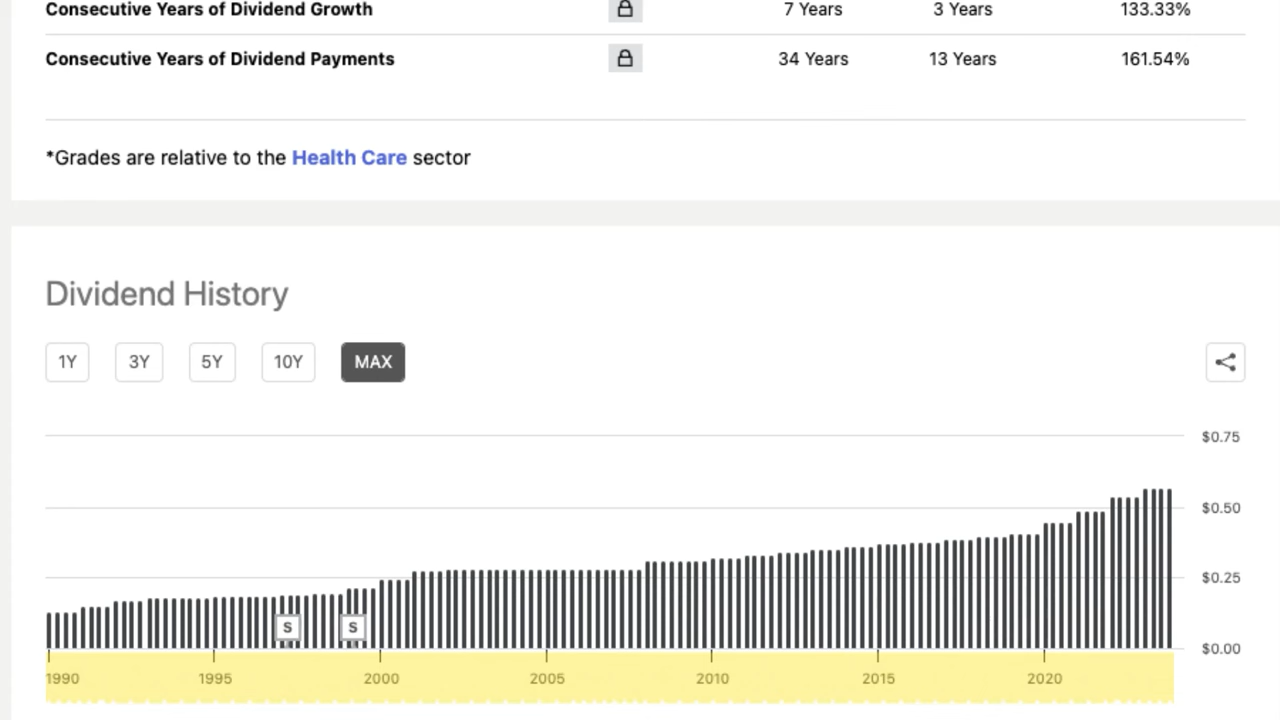 Consecutive Years of Dividend Growth 7 Years 3 Years 133.33%
Consecutive Years of Dividend Payments 34 Years 13 Years 161.54%
*Grades are relative to the Health Care sector
Dividend History
1Y 3Y 5Y 10Y MAX
$0.75
$0.50
$0.25
S S
$0.00
1990 1995 2000 2005 2010 2015 2020